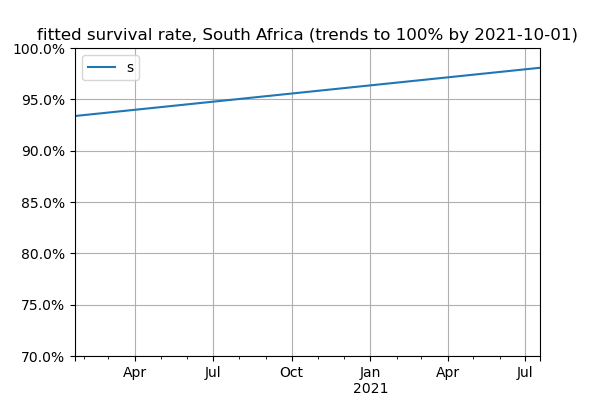 fitted survival rate, South Africa (trends to 100% by 2021-10-01)
100.0%
s
95.0%
90.0%
85.0%
80.0%
75.0%
70.0%
Apr Jul Oct Jan Apr Jul
2021